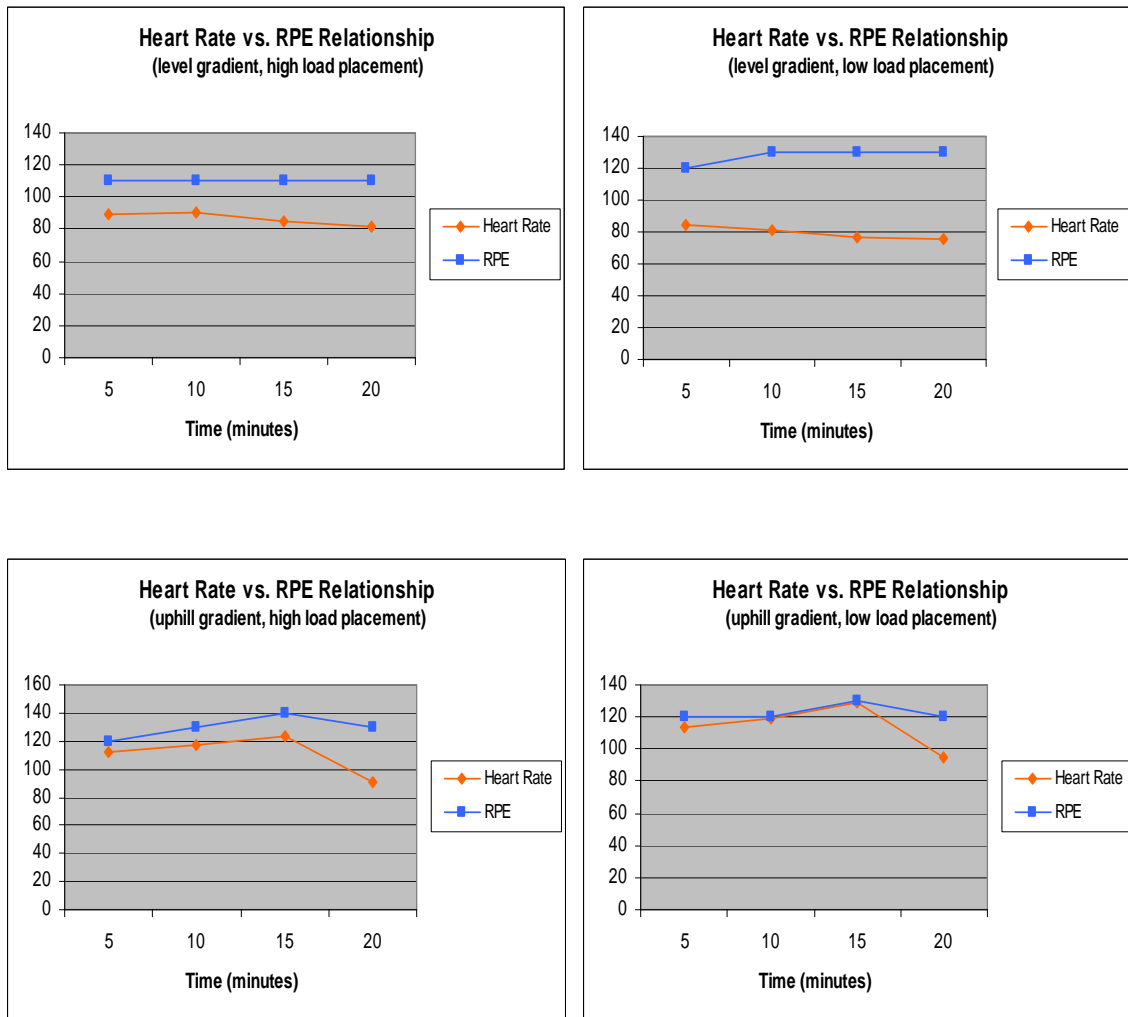 Heart Rate vs. RPE Relationship
(level gradient, high load placement)
140
120
100
80
60
40
20
0
5 10 15 20
Time (minutes)
Heart Rate
RPE
Heart Rate vs. RPE Relationship
(level gradient, low load placement)
140
120
100
80
60
40
20
0
5 10 15 20
Time (minutes)
Heart Rate
RPE
Heart Rate vs. RPE Relationship
(uphill gradient, high load placement)
160
140
120
100
80
60
40
20
0
5 10 15 20
Time (minutes)
Heart Rate
RPE
Heart Rate vs. RPE Relationship
(uphill gradient, low load placement)
140
120
100
80
60
40
20
0
5 10 15 20
Time (minutes)
Heart Rate
RPE